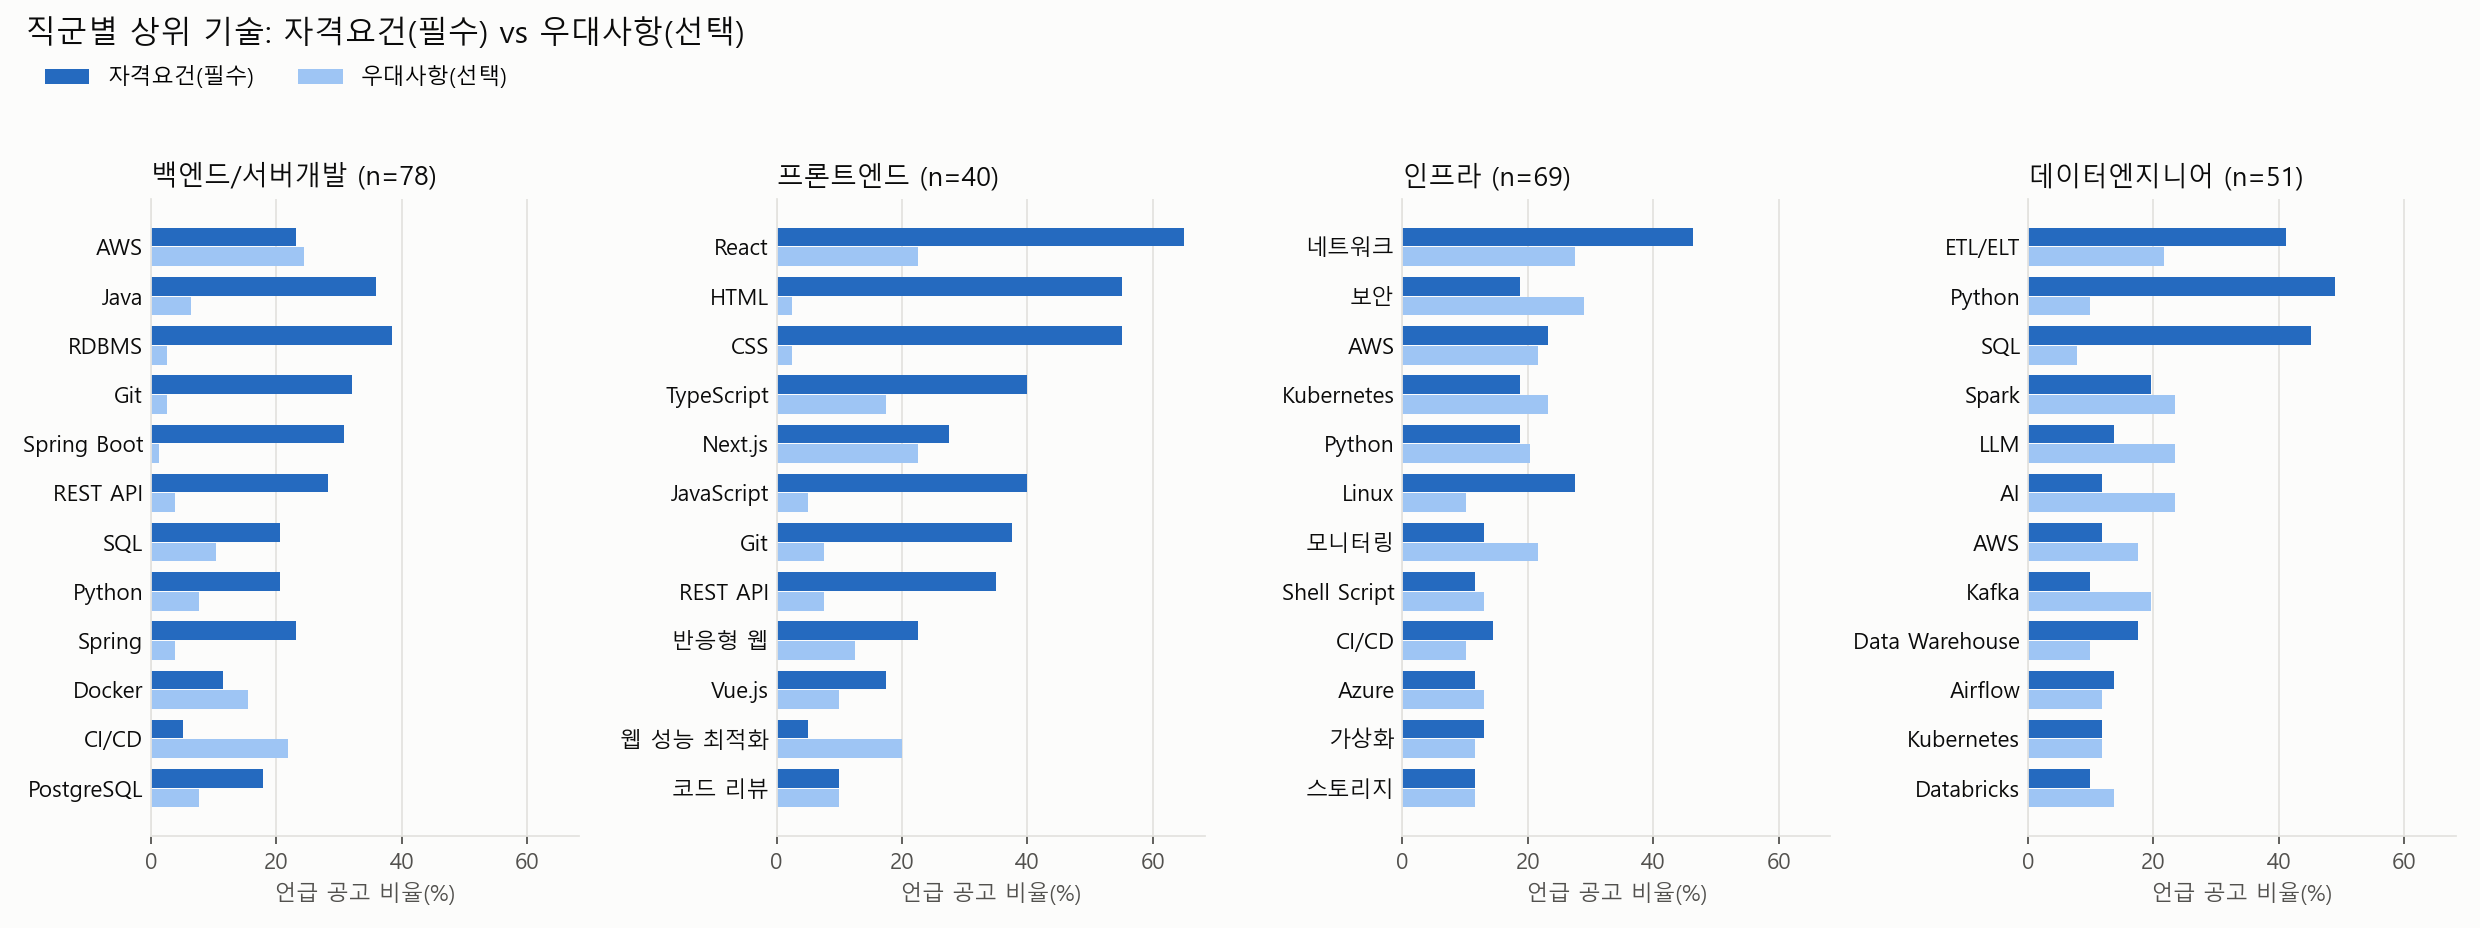 직군별 상위 기술: 자격요건(필수) vs 우대사항(선택)
자격요건(필수) 우대사항(선택)
백엔드/서버개발 (n=78)
AWS
Java
RDBMS
Git
Spring Boot
REST API
SQL
Python
Spring
Docker
CI/CD
PostgreSQL
0 20 40 60
언급 공고 비율(%)
프론트엔드 (n=40)
React
HTML
CSS
TypeScript
Next.js
JavaScript
Git
REST API
반응형 웹
Vue.js
웹 성능 최적화
코드 리뷰
0 20 40 60
언급 공고 비율(%)
인프라 (n=69)
네트워크
보안
AWS
Kubernetes
Python
Linux
모니터링
Shell Script
CI/CD
Azure
가상화
스토리지
0 20 40 60
언급 공고 비율(%)
데이터엔지니어 (n=51)
ETL/ELT
Python
SQL
Spark
LLM
AI
AWS
Kafka
Data Warehouse
Airflow
Kubernetes
Databricks
0 20 40 60
언급 공고 비율(%)